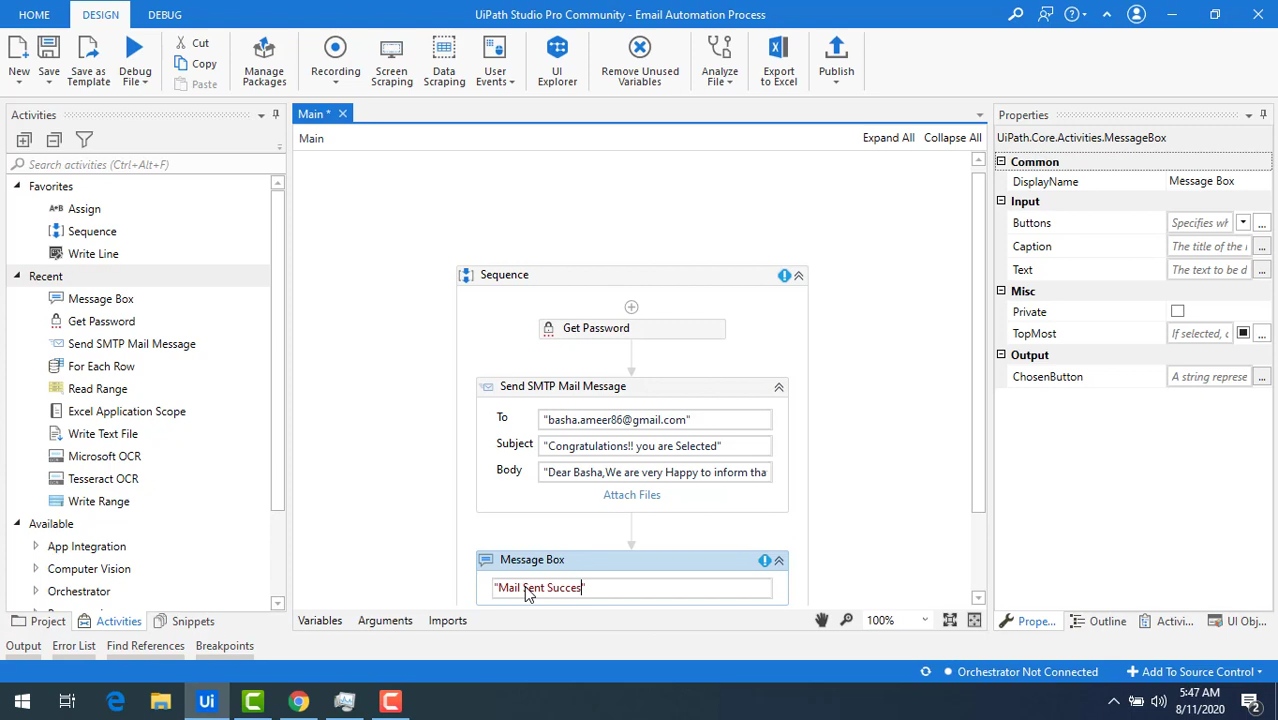 HOME DESIGN DEBUG UiPath Studio Pro Community - Email Automation Process
New Save Save as Template Debug File Cut Copy Paste Manage Packages Recording Screen Scraping Data Scraping User Events UI Explorer Remove Unused Variables Analyze File Export to Excel Publish
Activities
Search activities (Ctrl+Alt+F)
Favorites
Assign
Sequence
Write Line
Recent
Message Box
Get Password
Send SMTP Mail Message
For Each Row
Read Range
Excel Application Scope
Write Text File
Microsoft OCR
Tesseract OCR
Write Range
Available
App Integration
Computer Vision
Orchestrator
Project Activities Snippets
Main *
Main Expand All Collapse All
Sequence
Get Password
Send SMTP Mail Message
To "basha.ameer86@gmail.com"
Subject "Congratulations!! you are Selected"
Body "Dear Basha,We are very Happy to inform tha
Attach Files
Message Box
"Mail Sent Succes"
Variables Arguments Imports 100%
Properties
UiPath.Core.Activities.MessageBox
Common
DisplayName Message Box
Input
Buttons Specifies wh ...
Caption The title of the ...
Text The text to be d ...
Misc
Private
TopMost If selected, ...
Output
ChosenButton A string represe ...
Prope... Outline Activi... UI Obj...
Output Error List Find References Breakpoints
Orchestrator Not Connected Add To Source Control
Ui
5:47 AM
8/11/2020
2